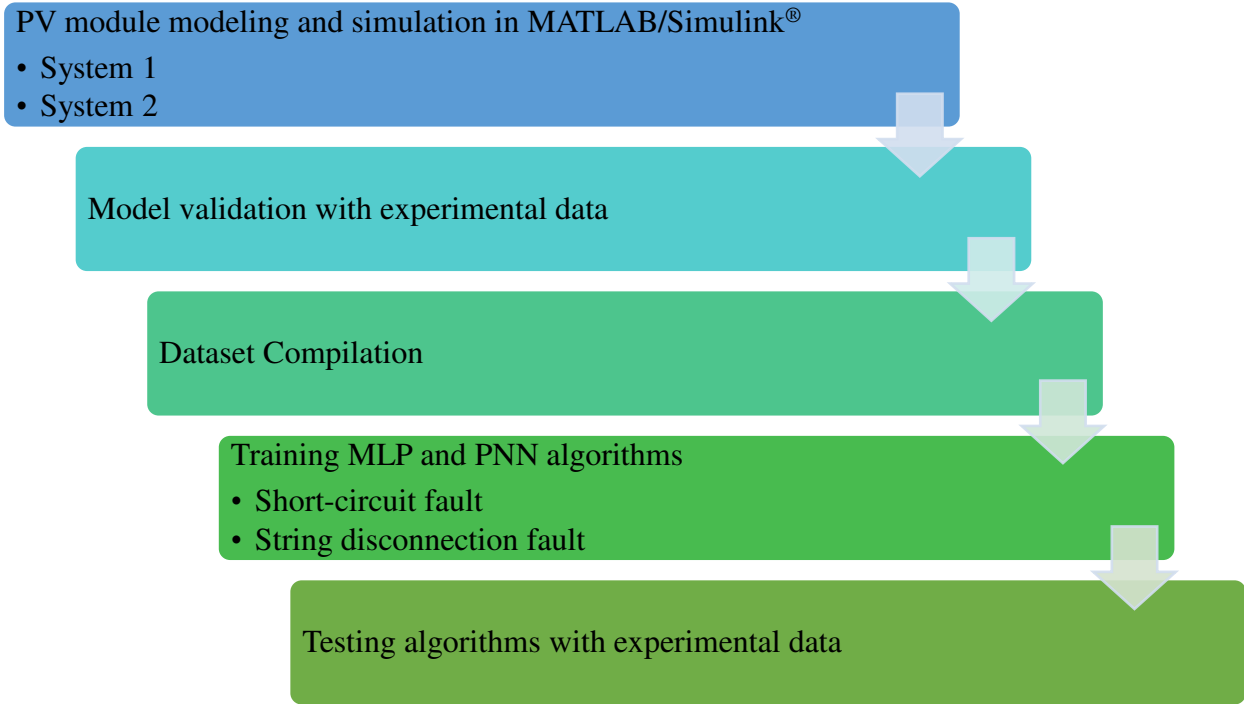 PV module modeling and simulation in MATLAB/Simulink®
• System 1
• System 2
Model validation with experimental data
Dataset Compilation
Training MLP and PNN algorithms
• Short-circuit fault
• String disconnection fault
Testing algorithms with experimental data